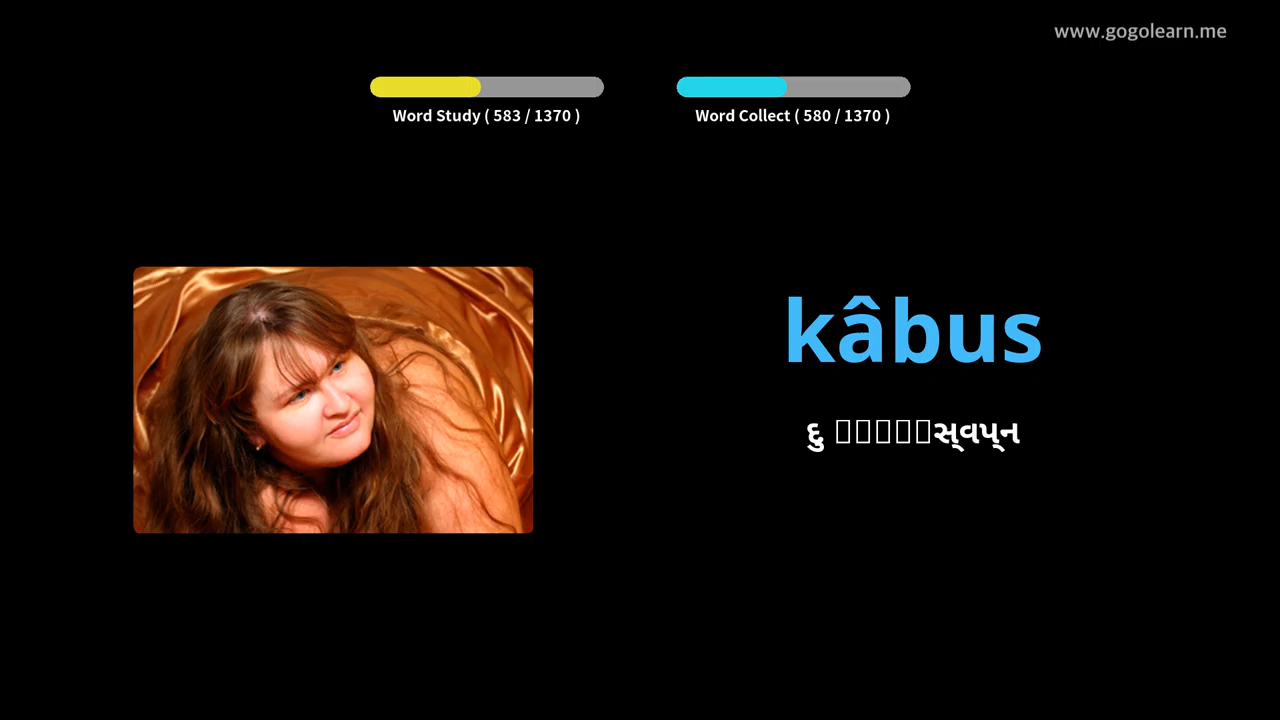 www.gogolearn.me
Word Study ( 583 / 1370 )
Word Collect ( 580 / 1370 )
kâbus
દુ □□□□□સ્વપ્ન